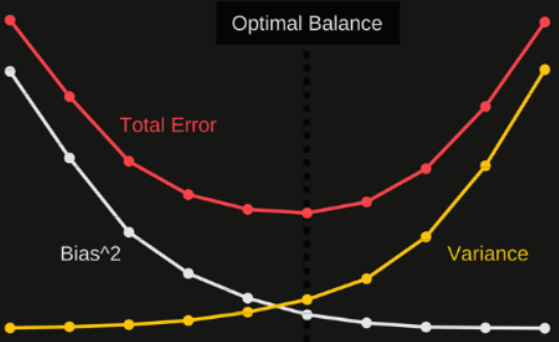 Optimal Balance
Total Error
Bias^2
Variance